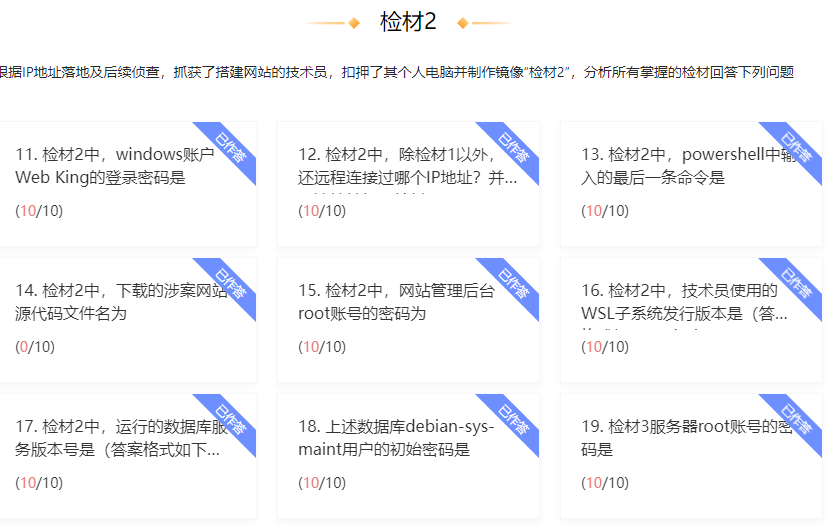 检材2
根据IP地址落地及后续侦查，抓获了搭建网站的技术员，扣押了其个人电脑并制作镜像“检材2”，分析所有掌握的检材回答下列问题
已作答
11. 检材2中，windows账户
Web King的登录密码是
(10/10)
已作答
12. 检材2中，除检材1以外，
还远程连接过哪个IP地址？并...
(10/10)
已作答
13. 检材2中，powershell中输
入的最后一条命令是
(10/10)
已作答
14. 检材2中，下载的涉案网站
源代码文件名为
(0/10)
已作答
15. 检材2中，网站管理后台
root账号的密码为
(10/10)
已作答
16. 检材2中，技术员使用的
WSL子系统发行版本是（答...
(10/10)
已作答
17. 检材2中，运行的数据库服
务版本号是（答案格式如下...
(10/10)
已作答
18. 上述数据库debian-sys-
maint用户的初始密码是
(10/10)
已作答
19. 检材3服务器root账号的密
码是
(10/10)